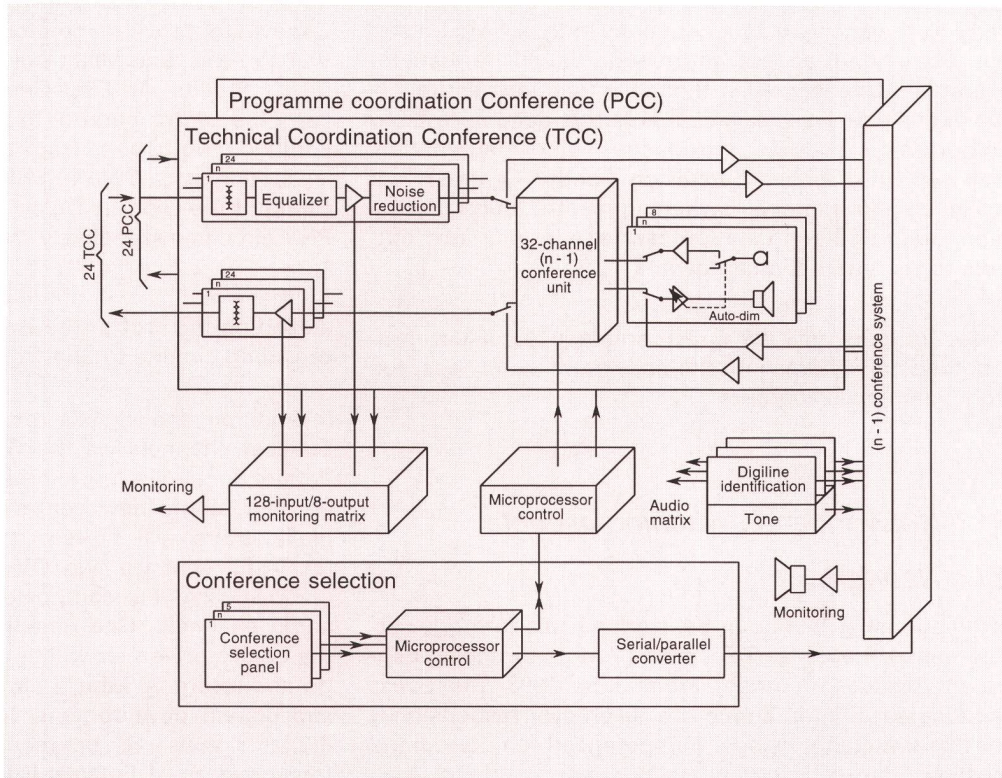 Programme coordination Conference (PCC)
Technical Coordination Conference (TCC)
24
n
1
Equalizer
Noise
reduction
24 TCC
24 PCC
24
n
1
32-channel
(n - 1)
conference
unit
8
n
1
Auto-dim
(n - 1) conference system
Monitoring
128-input/8-output
monitoring matrix
Microprocessor
control
Audio
matrix
Digiline
identification
Tone
Monitoring
Conference selection
5
n
1
Conference
selection
panel
Microprocessor
control
Serial/parallel
converter